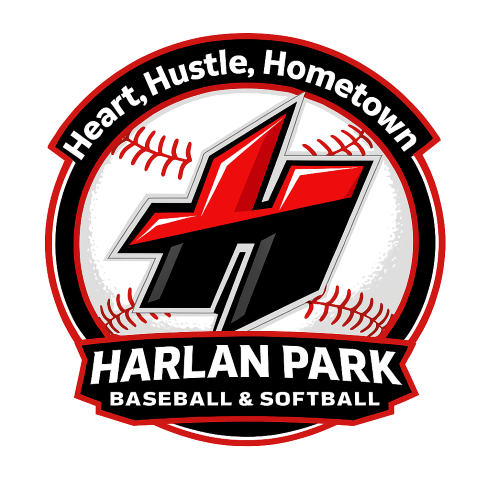 Heart, Hustle, Hometown
H
HARLAN PARK
BASEBALL & SOFTBALL